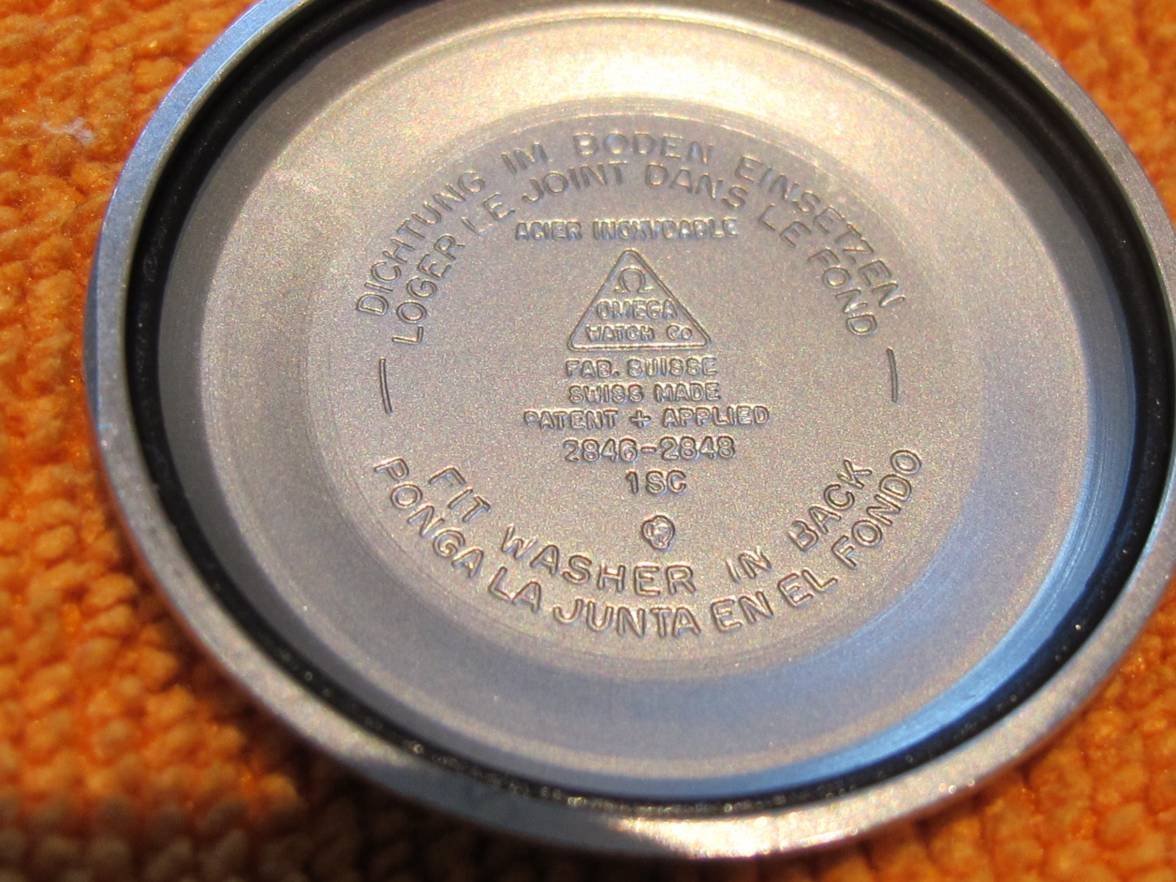 DICHTUNG IM BODEN EINSETZEN
LOGER LE JOINT DANS LE FOND
ACIER INOXYDABLE
Ω
OMEGA
WATCH Co
FAB. SUISSE
SWISS MADE
PATENT + APPLIED
2846-2848
1SC
FIT WASHER IN BACK
PONGA LA JUNTA EN EL FONDO